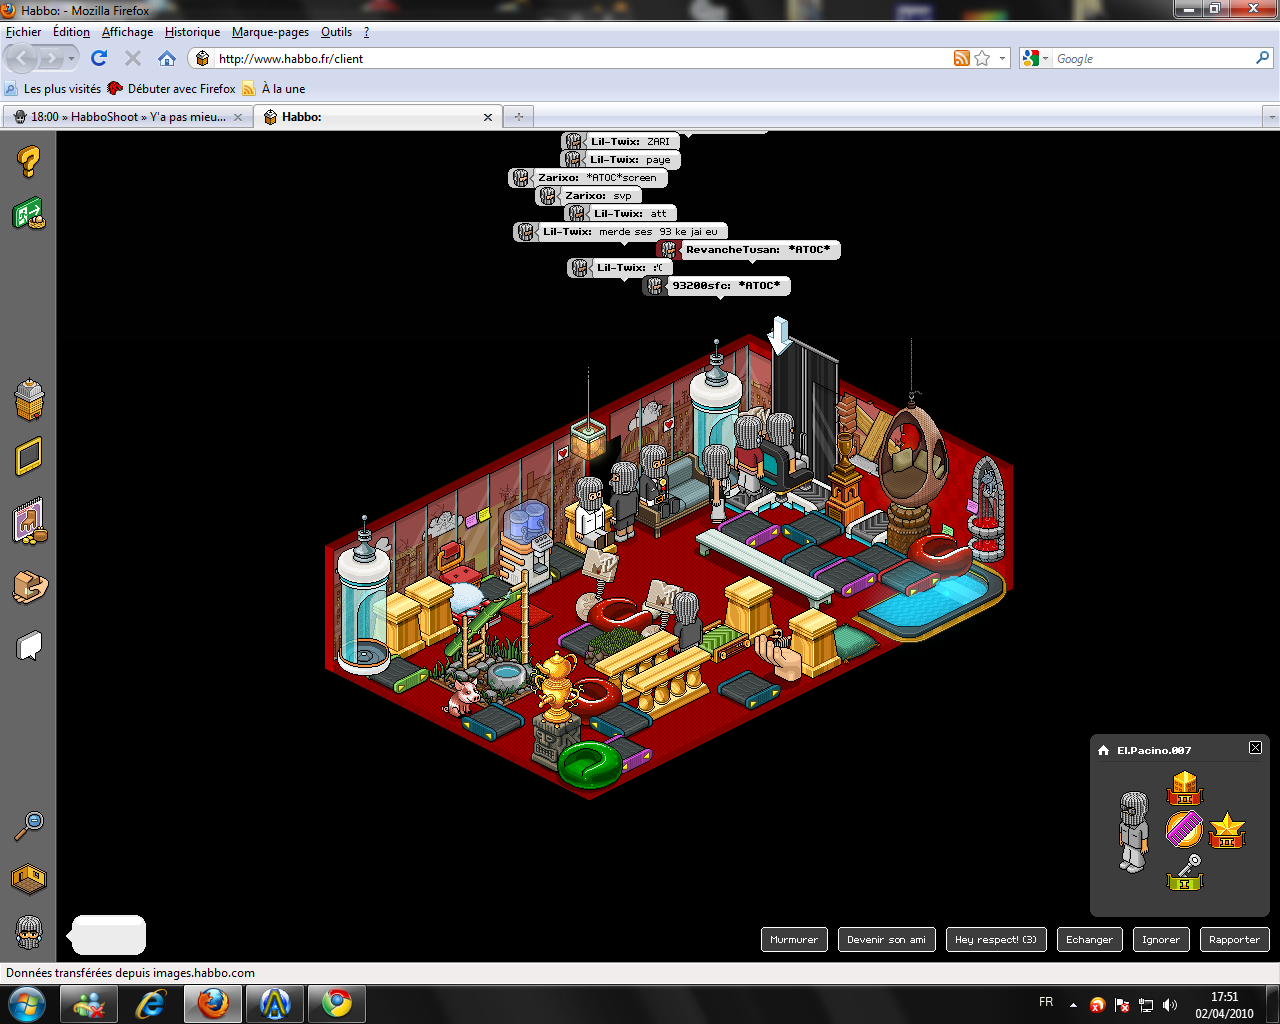 Habbo: - Mozilla Firefox
Fichier Édition Affichage Historique Marque-pages Outils ?
http://www.habbo.fr/client
Google
Les plus visités Débuter avec Firefox À la une
18:00 » HabboShoot » Y'a pas mieu...
Habbo:
Lil-Twix: ZARI
Lil-Twix: paye
Zarixo: *ATOC*screen
Zarixo: svp
Lil-Twix: att
Lil-Twix: merde ses 93 ke jai eu
RevancheTusan: *ATOC*
Lil-Twix: :'(
93200sfc: *ATOC*
MTV
MTV
El.Pacino.007
II
I
Murmurer
Devenir son ami
Hey respect! (3)
Echanger
Ignorer
Rapporter
Données transférées depuis images.habbo.com
FR
17:51
02/04/2010